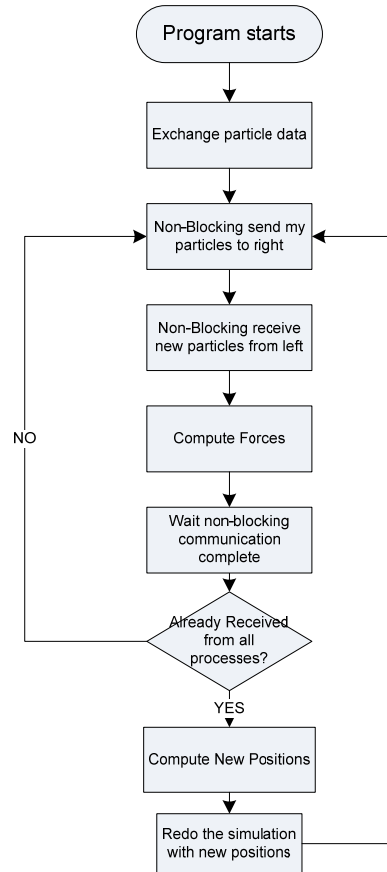 Program starts
Exchange particle data
Non-Blocking send my
particles to right
Non-Blocking receive
new particles from left
NO
Compute Forces
Wait non-blocking
communication
complete
Already Received
from all
processes?
YES
Compute New Positions
Redo the simulation
with new positions